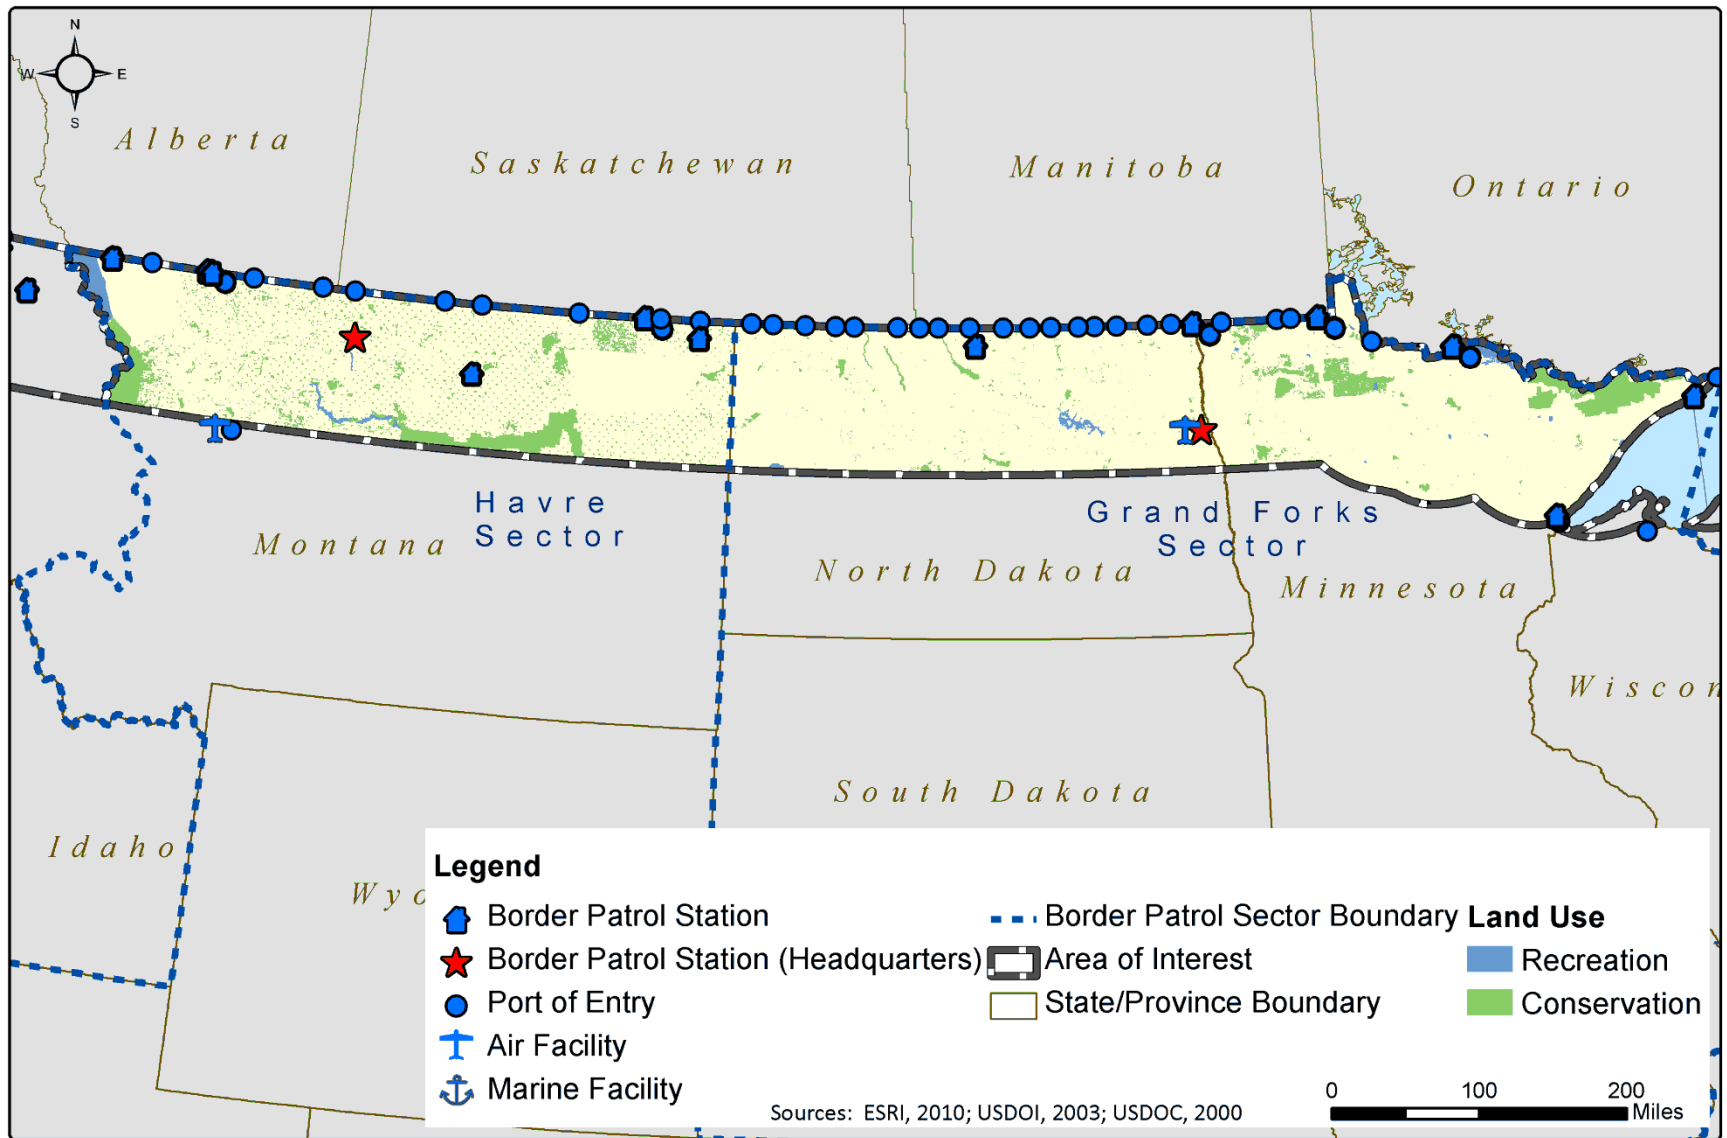 N
W E
S
Alberta
Saskatchewan
Manitoba
Ontario
Havre
Sector
Grand Forks
Sector
Montana
North Dakota
Minnesota
Wiscon
South Dakota
Idaho
Wyo
Legend
Border Patrol Station
Border Patrol Station (Headquarters)
Port of Entry
Air Facility
Marine Facility
Border Patrol Sector Boundary
Area of Interest
State/Province Boundary
Land Use
Recreation
Conservation
Sources: ESRI, 2010; USDOI, 2003; USDOC, 2000
0 100 200
Miles